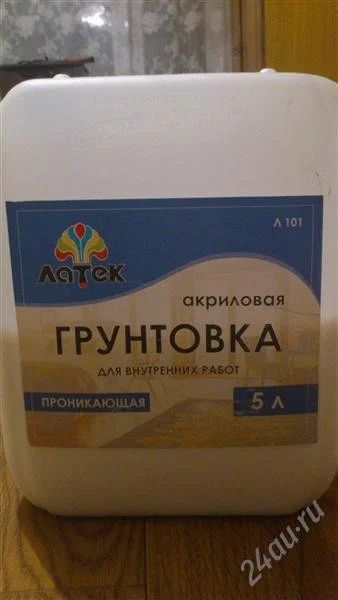 Л 101
Латек
акриловая
ГРУНТОВКА
ДЛЯ ВНУТРЕННИХ РАБОТ
ПРОНИКАЮЩАЯ
5 Л
24au.ru